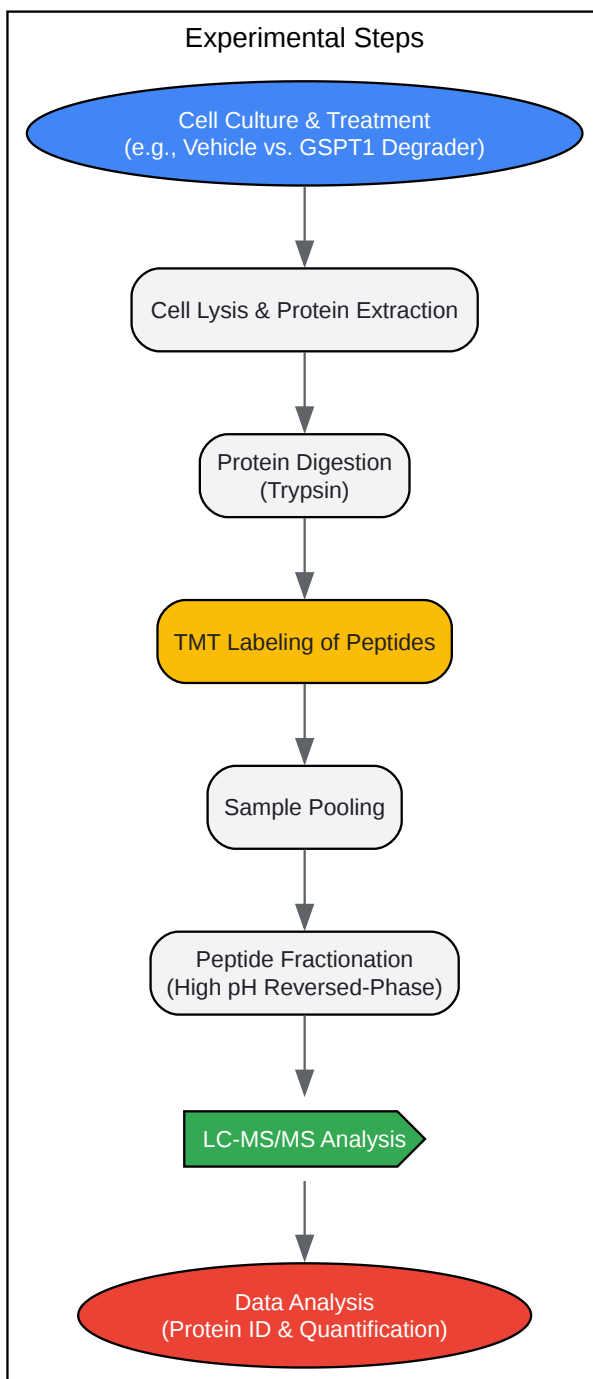 Experimental Steps
Cell Culture & Treatment
(e.g., Vehicle vs. GSPT1 Degrader)
Cell Lysis & Protein Extraction
Protein Digestion
(Trypsin)
TMT Labeling of Peptides
Sample Pooling
Peptide Fractionation
(High pH Reversed-Phase)
LC-MS/MS Analysis
Data Analysis
(Protein ID & Quantification)